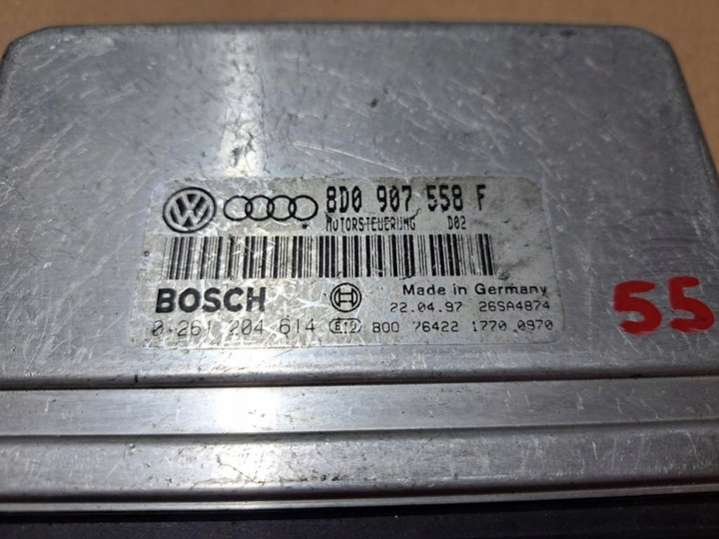 8D0 907 558 F
MOTORSTEUERUNG D02
BOSCH Made in Germany
22.04.97 26SA4874
0 261 204 614 B00 76422 1770 0970
55